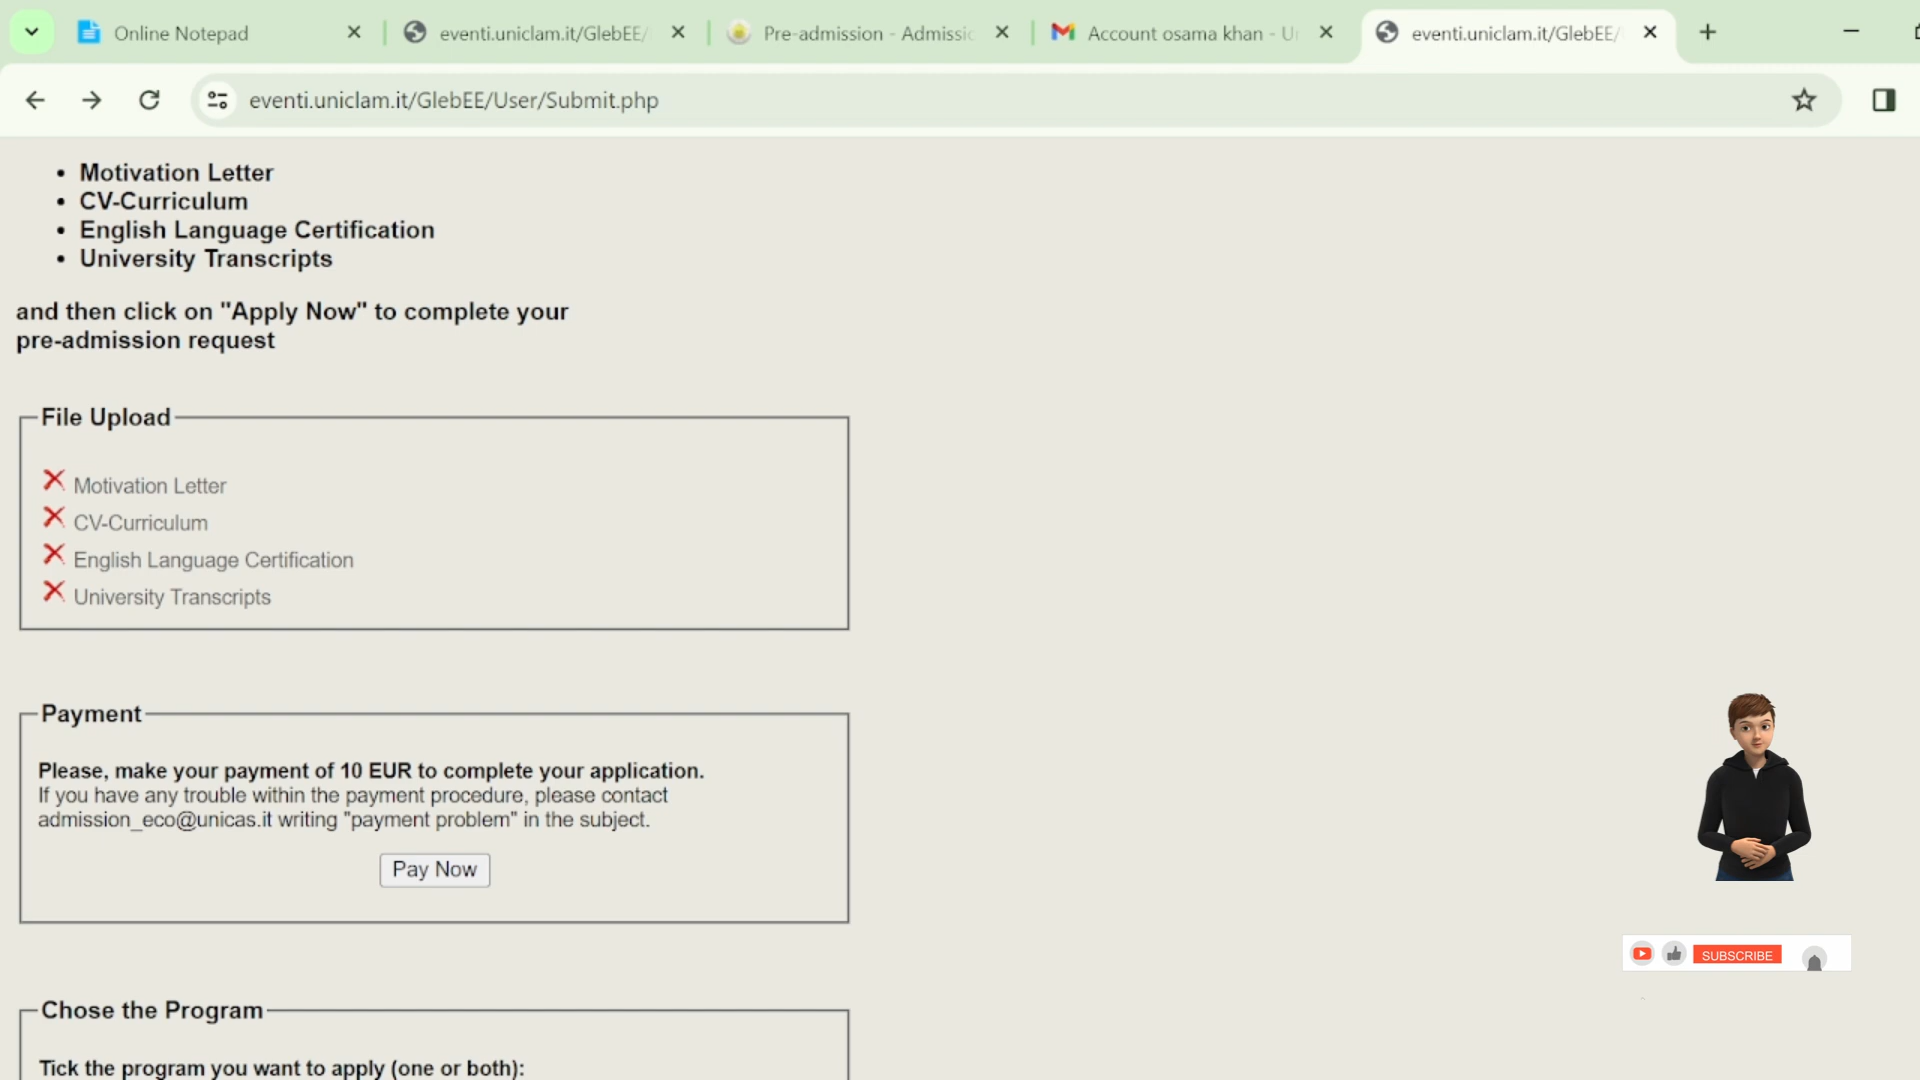 Online Notepad
eventi.uniclam.it/GlebEE/
Pre-admission - Admissic
Account osama khan - U
eventi.uniclam.it/GlebEE/
eventi.uniclam.it/GlebEE/User/Submit.php
• Motivation Letter
• CV-Curriculum
• English Language Certification
• University Transcripts
and then click on "Apply Now" to complete your
pre-admission request
File Upload
Motivation Letter
CV-Curriculum
English Language Certification
University Transcripts
Payment
Please, make your payment of 10 EUR to complete your application.
If you have any trouble within the payment procedure, please contact
admission_eco@unicas.it writing "payment problem" in the subject.
Pay Now
SUBSCRIBE
Chose the Program
Tick the program you want to apply (one or both):